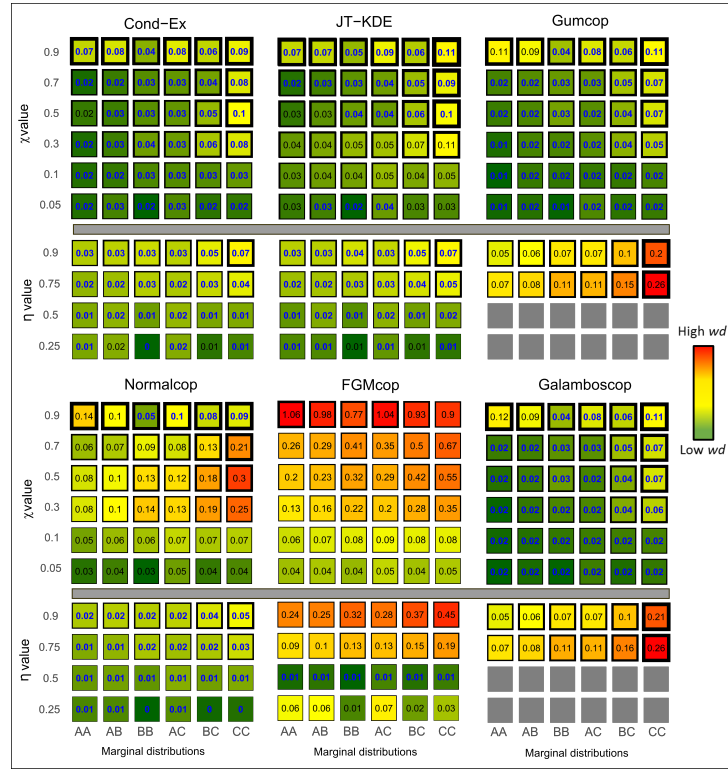 Cond−Ex JT−KDE Gumcop
0.9 0.07 0.08 0.04 0.08 0.06 0.09 0.07 0.07 0.05 0.09 0.06 0.11 0.11 0.09 0.04 0.08 0.06 0.11
0.7 0.02 0.02 0.03 0.03 0.04 0.08 0.02 0.03 0.03 0.04 0.05 0.09 0.02 0.02 0.02 0.02 0.05 0.07
0.5 0.02 0.03 0.03 0.03 0.05 0.1 0.03 0.03 0.04 0.04 0.06 0.1 0.02 0.02 0.02 0.03 0.04 0.07
χvalue
0.3 0.02 0.03 0.04 0.03 0.06 0.08 0.04 0.04 0.05 0.05 0.07 0.11 0.01 0.02 0.02 0.02 0.04 0.05
0.1 0.02 0.03 0.03 0.03 0.02 0.02 0.03 0.04 0.04 0.04 0.04 0.05 0.01 0.02 0.02 0.02 0.02 0.02
0.05 0.02 0.03 0.02 0.03 0.02 0.02 0.03 0.03 0.02 0.04 0.03 0.03 0.02 0.02 0.01 0.02 0.02 0.02
0.9 0.03 0.03 0.03 0.03 0.05 0.07 0.03 0.03 0.04 0.03 0.05 0.07 0.05 0.06 0.07 0.07 0.1 0.2
η value
0.75 0.02 0.02 0.02 0.02 0.03 0.04 0.02 0.02 0.03 0.02 0.04 0.05 0.07 0.08 0.11 0.11 0.15 0.26
0.5 0.01 0.02 0.01 0.02 0.01 0.01 0.02 0.02 0.01 0.02 0.01 0.01
0.25 0.01 0.02 0 0.02 0.01 0.01 0.01 0.02 0.01 0.01 0.01 0.01
High wd
Low wd
Normalcop FGMcop Galamboscop
0.9 0.14 0.1 0.05 0.1 0.08 0.09 1.06 0.98 0.77 1.04 0.93 0.9 0.12 0.09 0.04 0.08 0.06 0.11
0.7 0.06 0.07 0.09 0.08 0.13 0.21 0.26 0.29 0.41 0.35 0.5 0.67 0.02 0.02 0.03 0.03 0.05 0.07
0.5 0.08 0.1 0.13 0.12 0.18 0.3 0.2 0.23 0.32 0.29 0.42 0.55 0.02 0.02 0.02 0.02 0.04 0.07
χvalue
0.3 0.08 0.1 0.14 0.13 0.19 0.25 0.13 0.16 0.22 0.2 0.28 0.35 0.02 0.02 0.02 0.02 0.04 0.06
0.1 0.05 0.06 0.06 0.07 0.07 0.07 0.06 0.07 0.08 0.09 0.08 0.08 0.02 0.02 0.02 0.02 0.02 0.02
0.05 0.03 0.04 0.03 0.05 0.04 0.04 0.04 0.05 0.04 0.06 0.05 0.04 0.02 0.02 0.02 0.02 0.02 0.02
0.9 0.02 0.02 0.02 0.02 0.04 0.05 0.24 0.25 0.32 0.28 0.37 0.45 0.05 0.06 0.07 0.07 0.1 0.21
η value
0.75 0.01 0.01 0.02 0.02 0.02 0.03 0.09 0.1 0.13 0.13 0.15 0.19 0.07 0.08 0.11 0.11 0.16 0.26
0.5 0.01 0.01 0.01 0.01 0.01 0.01 0.01 0.01 0.01 0.01 0.01 0.01
0.25 0.01 0.01 0 0.01 0 0 0.06 0.06 0.01 0.07 0.02 0.03
AA AB BB AC BC CC AA AB BB AC BC CC AA AB BB AC BC CC
Marginal distributions Marginal distributions Marginal distributions